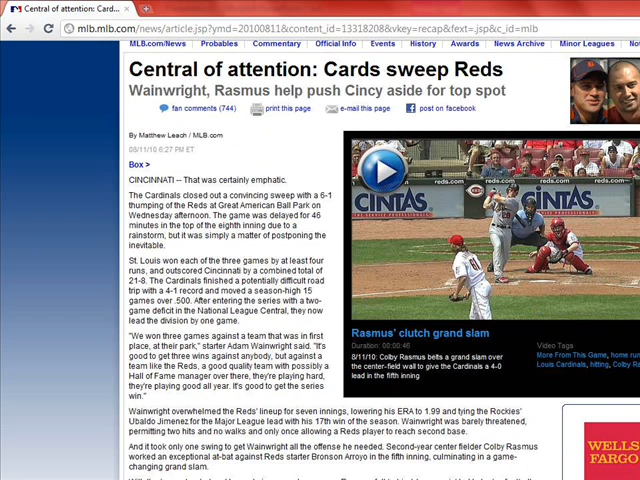 Central of attention: Cards...
mlb.mlb.com/news/article.jsp?ymd=20100811&content_id=13318208&vkey=recap&fext=.jsp&c_id=mlb
MLB.com/News Probables Commentary Official Info Events History Awards News Archive Minor Leagues No
Central of attention: Cards sweep Reds
Wainwright, Rasmus help push Cincy aside for top spot
fan comments (744) print this page e-mail this page post on facebook
By Matthew Leach / MLB.com
08/11/10 6:27 PM ET
Box >
CINCINNATI -- That was certainly emphatic.
The Cardinals closed out a convincing sweep with a 6-1
thumping of the Reds at Great American Ball Park on
Wednesday afternoon. The game was delayed for 46
minutes in the top of the eighth inning due to a
rainstorm, but it was simply a matter of postponing the
inevitable.
St. Louis won each of the three games by at least four
runs, and outscored Cincinnati by a combined total of
21-8. The Cardinals finished a potentially difficult road
trip with a 4-1 record and moved a season-high 15
games over .500. After entering the series with a two-
game deficit in the National League Central, they now
lead the division by one game.
"We won three games against a team that was in first
place, at their park," starter Adam Wainwright said. "It's
good to get three wins against anybody, but against a
team like the Reds, a good quality team with possibly a
Hall of Fame manager over there, they're playing hard,
they're playing good all year. It's good to get the series
win."
reds.com reds.com
CINTAS CINTAS
28
61
Rasmus' clutch grand slam
Duration: 00:00:46
8/11/10: Colby Rasmus belts a grand slam over
the center-field wall to give the Cardinals a 4-0
lead in the fifth inning
Video Tags
More From This Game, home run
Louis Cardinals, hitting, Colby Ra
Wainwright overwhelmed the Reds' lineup for seven innings, lowering his ERA to 1.99 and tying the Rockies'
Ubaldo Jimenez for the Major League lead with his 17th win of the season. Wainwright was barely threatened,
permitting two hits and no walks and only once allowing a Reds player to reach second base.
And it took only one swing to get Wainwright all the offense he needed. Second-year center fielder Colby Rasmus
worked an exceptional at-bat against Reds starter Bronson Arroyo in the fifth inning, culminating in a game-
changing grand slam.
WELLS
FARGO